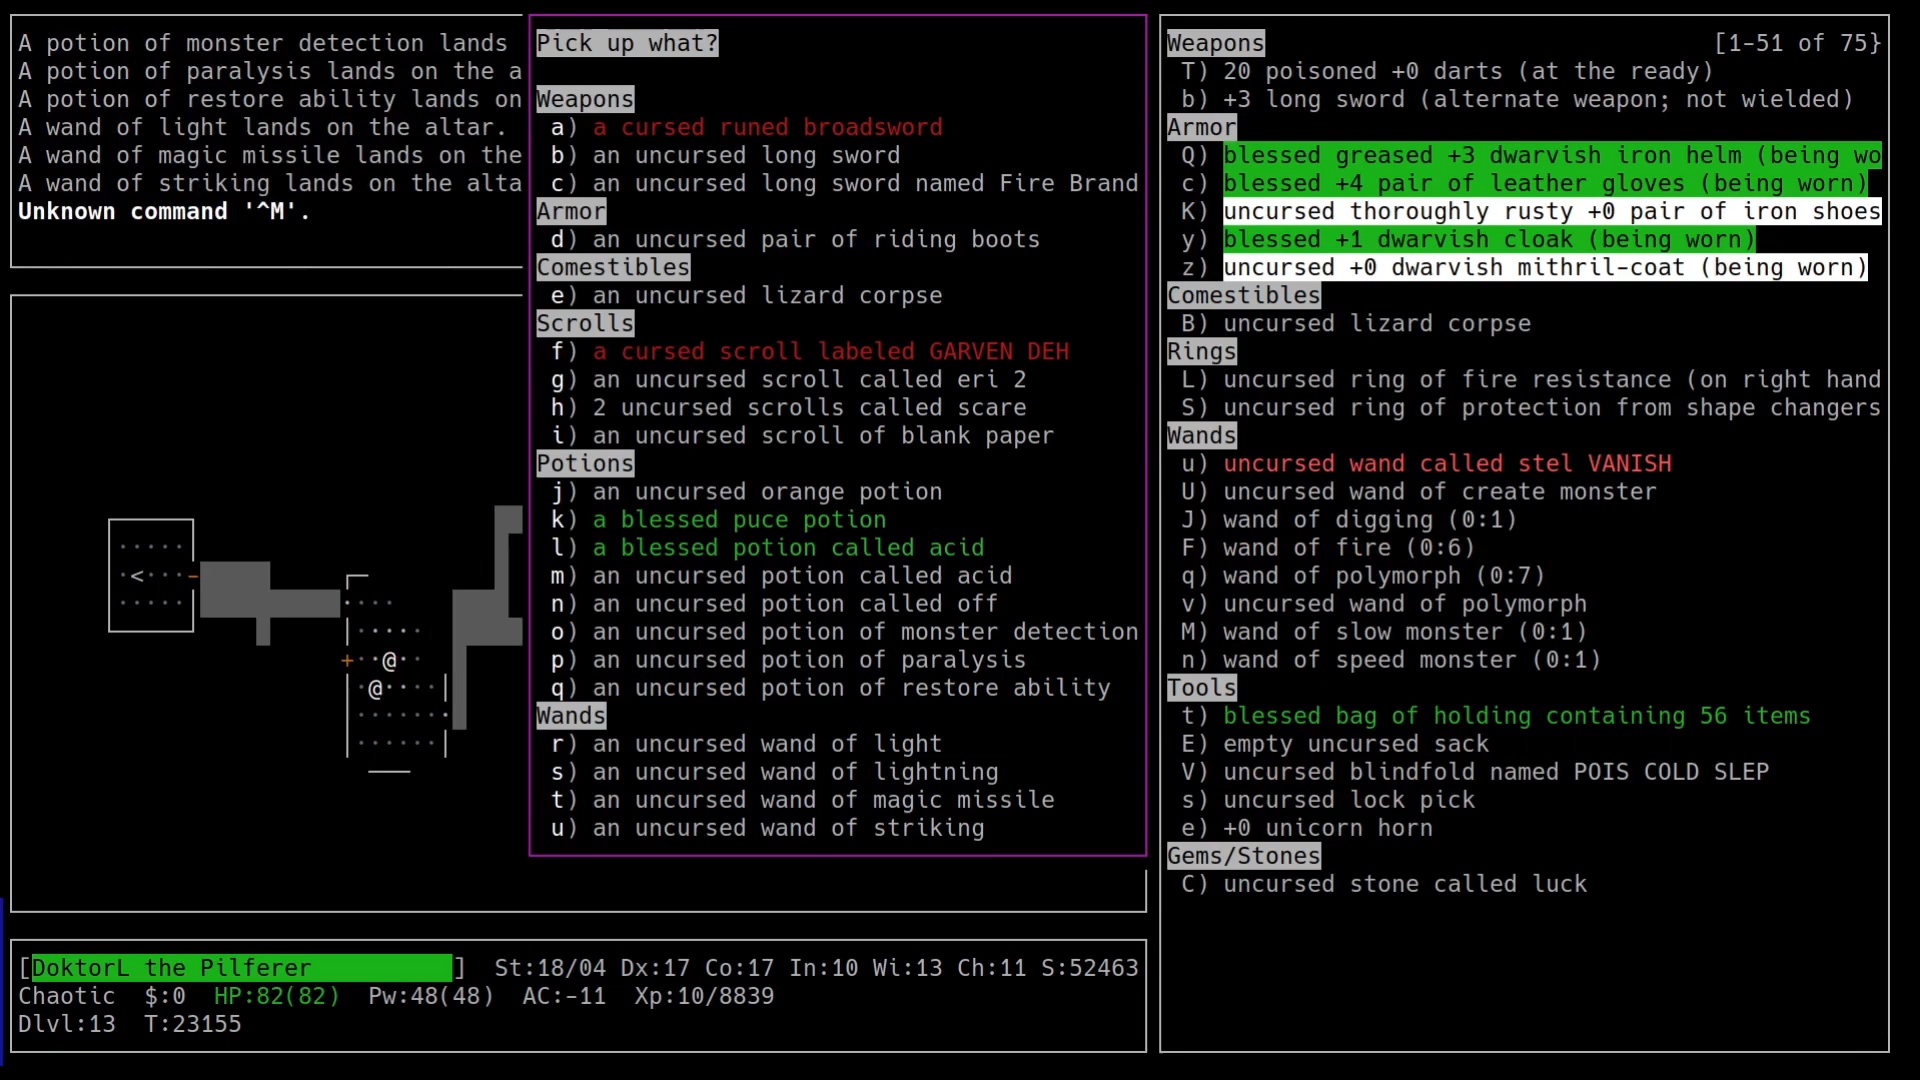 A potion of monster detection lands
A potion of paralysis lands on the a
A potion of restore ability lands on
A wand of light lands on the altar.
A wand of magic missile lands on the
A wand of striking lands on the alta
Unknown command '^M'.
Pick up what?
Weapons
a) a cursed runed broadsword
b) an uncursed long sword
c) an uncursed long sword named Fire Brand
Armor
d) an uncursed pair of riding boots
Comestibles
e) an uncursed lizard corpse
Scrolls
f) a cursed scroll labeled GARVEN DEH
g) an uncursed scroll called eri 2
h) 2 uncursed scrolls called scare
i) an uncursed scroll of blank paper
Potions
j) an uncursed orange potion
k) a blessed puce potion
l) a blessed potion called acid
m) an uncursed potion called acid
n) an uncursed potion called off
o) an uncursed potion of monster detection
p) an uncursed potion of paralysis
q) an uncursed potion of restore ability
Wands
r) an uncursed wand of light
s) an uncursed wand of lightning
t) an uncursed wand of magic missile
u) an uncursed wand of striking
Weapons [1-51 of 75}
T) 20 poisoned +0 darts (at the ready)
b) +3 long sword (alternate weapon; not wielded)
Armor
Q) blessed greased +3 dwarvish iron helm (being wo
c) blessed +4 pair of leather gloves (being worn)
K) uncursed thoroughly rusty +0 pair of iron shoes
y) blessed +1 dwarvish cloak (being worn)
z) uncursed +0 dwarvish mithril-coat (being worn)
Comestibles
B) uncursed lizard corpse
Rings
L) uncursed ring of fire resistance (on right hand
S) uncursed ring of protection from shape changers
Wands
u) uncursed wand called stel VANISH
U) uncursed wand of create monster
J) wand of digging (0:1)
F) wand of fire (0:6)
q) wand of polymorph (0:7)
v) uncursed wand of polymorph
M) wand of slow monster (0:1)
n) wand of speed monster (0:1)
Tools
t) blessed bag of holding containing 56 items
E) empty uncursed sack
V) uncursed blindfold named POIS COLD SLEP
s) uncursed lock pick
e) +0 unicorn horn
Gems/Stones
C) uncursed stone called luck
<
+ @
@
[DoktorL the Pilferer ] St:18/04 Dx:17 Co:17 In:10 Wi:13 Ch:11 S:52463
Chaotic $:0 HP:82(82) Pw:48(48) AC:-11 Xp:10/8839
Dlvl:13 T:23155